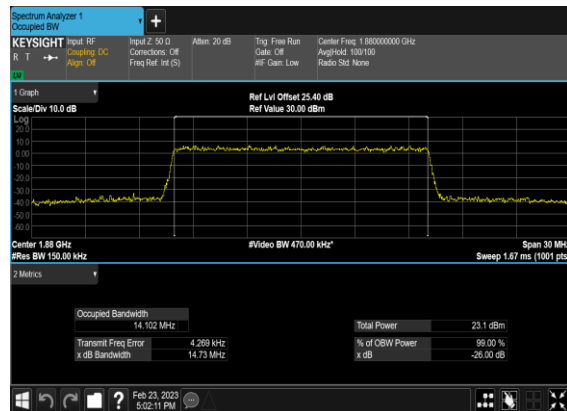 Spectrum Analyzer 1
Occupied BW
KEYSIGHT Input: RF Input Z: 50 Ω Atten: 20 dB Trig: Free Run Center Freq: 1.880000000 GHz
R T Coupling: DC Corrections: Off Gate: Off Avg|Hold: 100/100
Align: Off Freq Ref: Int (S) #IF Gain: Low Radio Std: None
1 Graph
Ref Lvl Offset 25.40 dB
Scale/Div 10.0 dB Ref Value 30.00 dBm
Log
20.0
10.0
0.00
-10.0
-20.0
-30.0
-40.0
-50.0
-60.0
Center 1.88 GHz #Video BW 470.00 kHz* Span 30 MHz
#Res BW 150.00 kHz Sweep 1.67 ms (1001 pts
2 Metrics
Occupied Bandwidth
14.102 MHz Total Power 23.1 dBm
Transmit Freq Error 4.269 kHz % of OBW Power 99.00 %
x dB Bandwidth 14.73 MHz x dB -26.00 dB
? Feb 23, 2023
5:02:11 PM